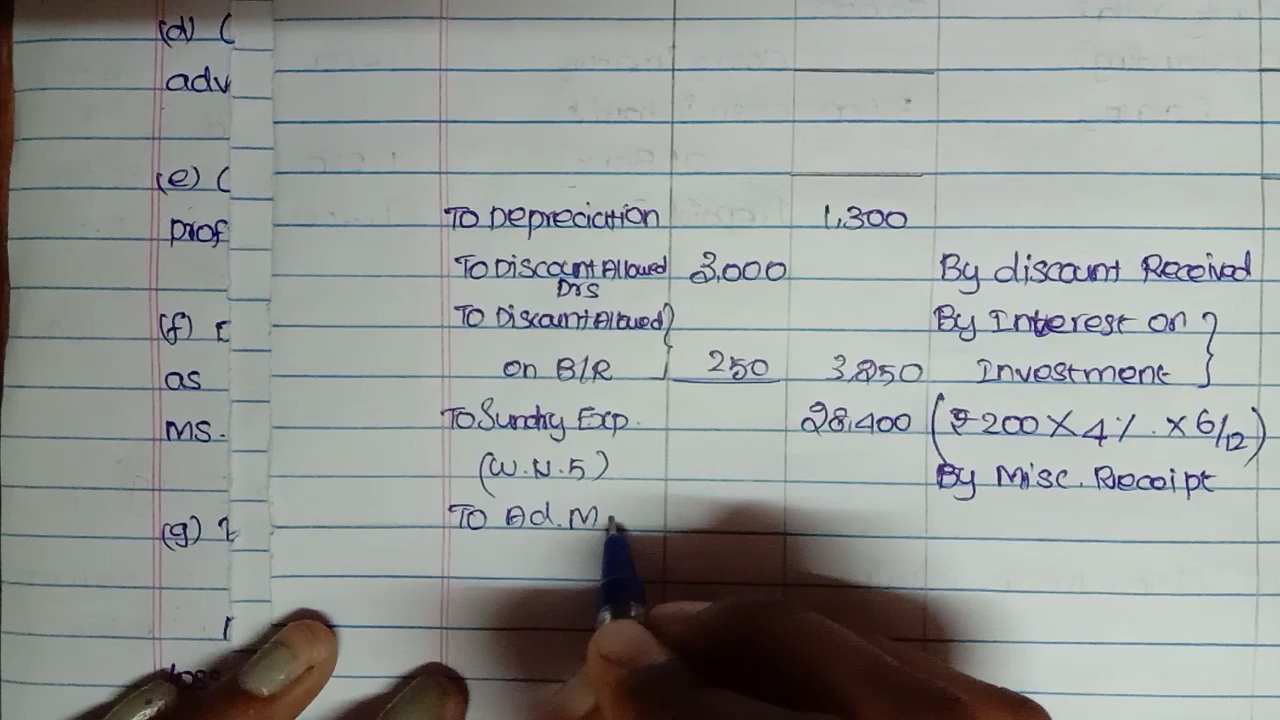 (d) (
adv
(e) (
prof
(f) [
as
MS.
(g)
To Depreciation 1,300
To Discount Allowed 3,000 By discount Received
Drs
To Discount Allowed } By Interest on }
on B/R 250 3,250 Investment
To Sundry Exp. 28,400 (₹200 X 4% . X 6/12)
(W.N.5) By Misc. Receipt
To Ad. M